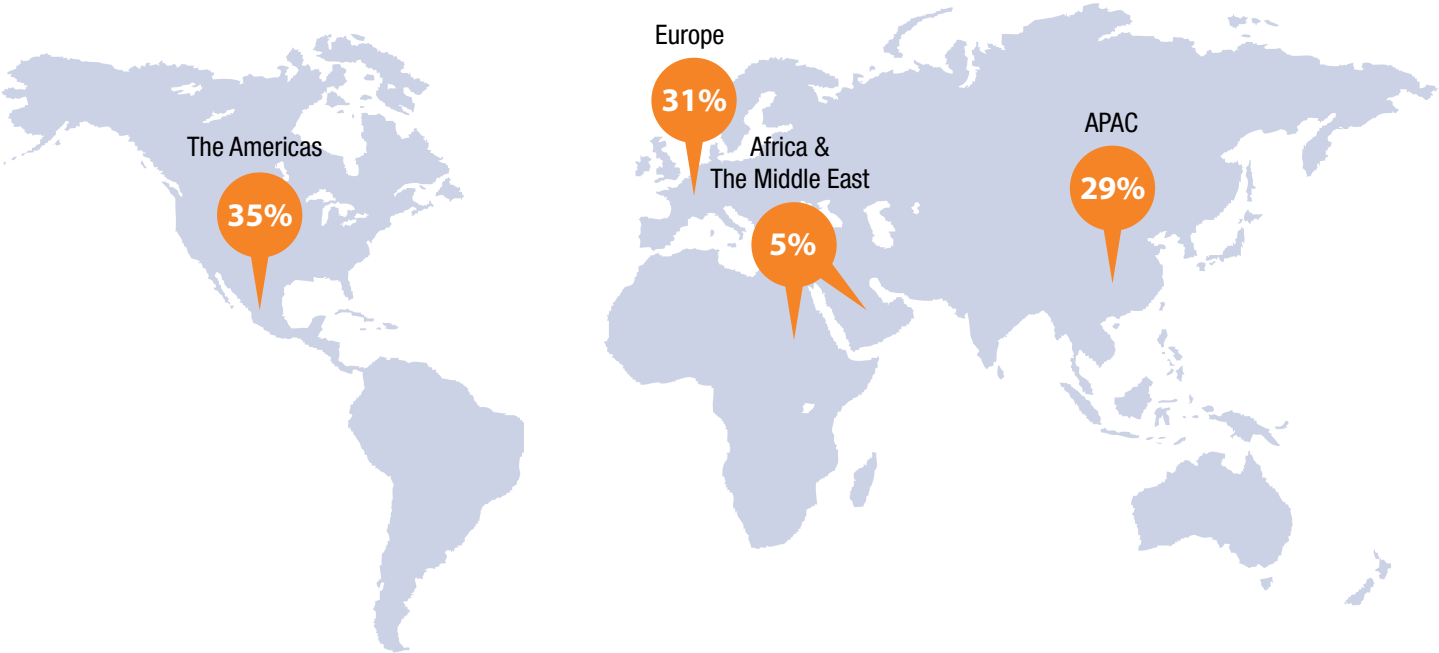 Europe
31%
The Americas
35%
Africa &
The Middle East
5%
APAC
29%